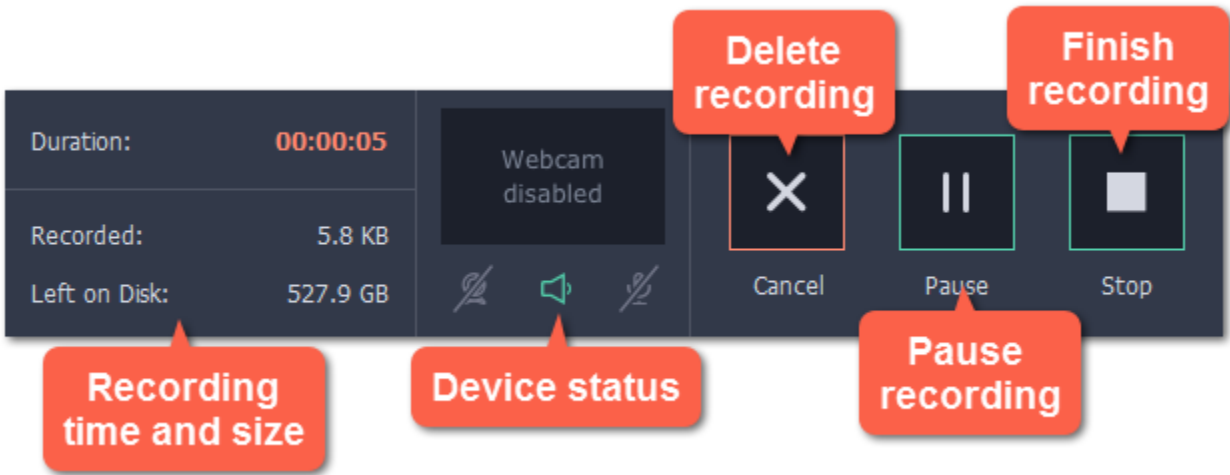 Delete
recording
Finish
recording
Duration: 00:00:05
Webcam
disabled
Recorded: 5.8 KB
Left on Disk: 527.9 GB
Cancel
Pause
Stop
Recording
time and size
Device status
Pause
recording